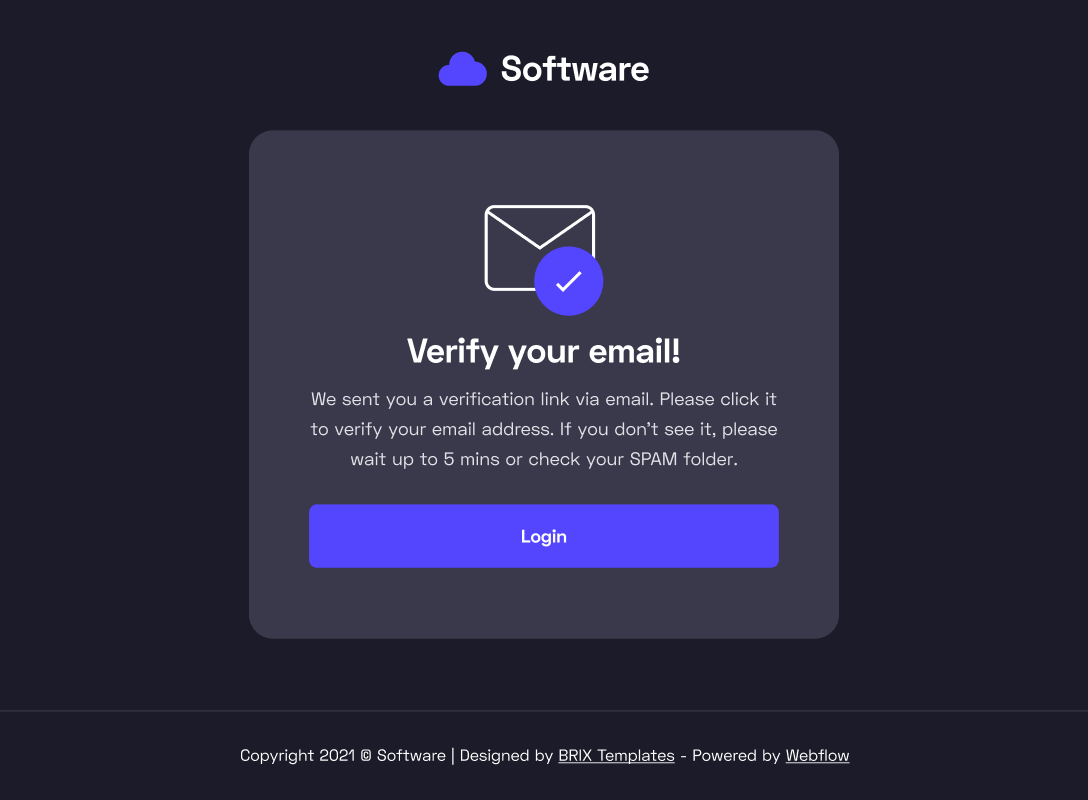 Software
Verify your email!
We sent you a verification link via email. Please click it
to verify your email address. If you don’t see it, please
wait up to 5 mins or check your SPAM folder.
Login
Copyright 2021 © Software | Designed by BRIX Templates - Powered by Webflow